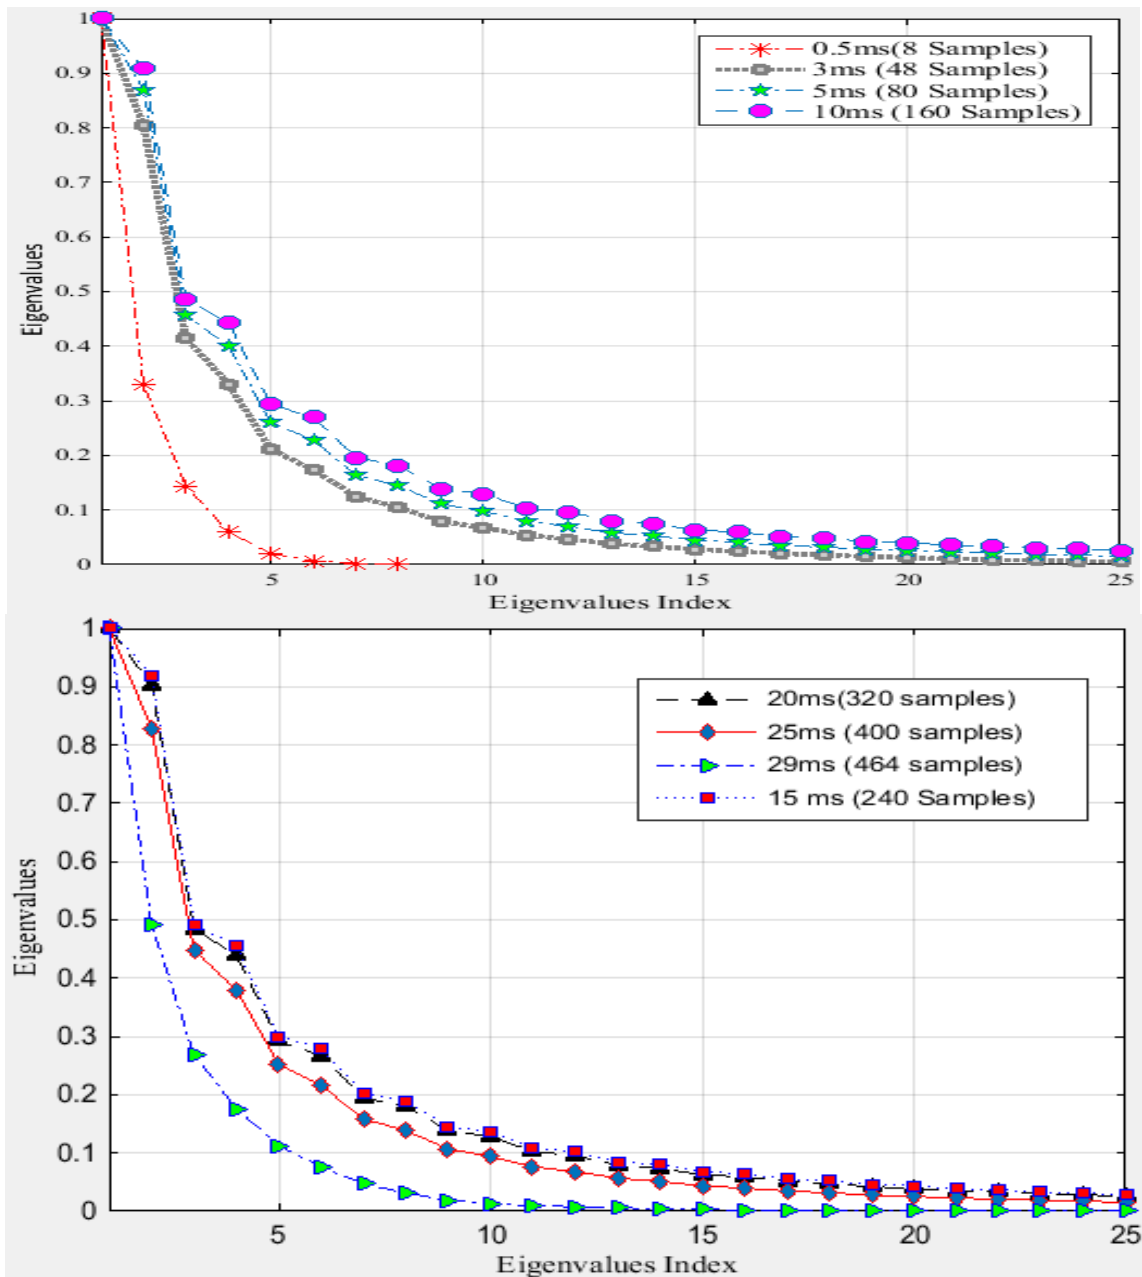 1
0.9
0.8
0.7
0.6
0.5
0.4
0.3
0.2
0.1
0
Eigenvalues
0.5ms(8 Samples)
3ms (48 Samples)
5ms (80 Samples)
10ms (160 Samples)
5 10 15 20 25
Eigenvalues Index
1
0.9
0.8
0.7
0.6
0.5
0.4
0.3
0.2
0.1
0
Eigenvalues
20ms(320 samples)
25ms (400 samples)
29ms (464 samples)
15 ms (240 Samples)
5 10 15 20 25
Eigenvalues Index